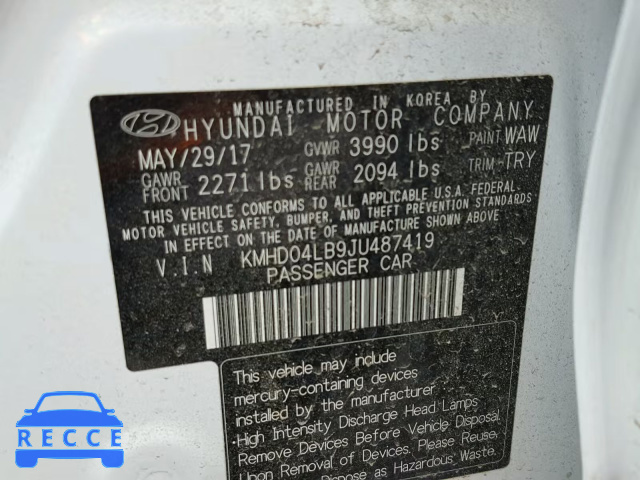 MANUFACTURED IN KOREA BY
HYUNDAI MOTOR COMPANY
MAY/29/17 GVWR 3990 lbs PAINT WAW
GAWR FRONT 2271 lbs GAWR REAR 2094 lbs TRIM TRY
THIS VEHICLE CONFORMS TO ALL APPLICABLE U.S.A. FEDERAL
MOTOR VEHICLE SAFETY, BUMPER, AND THEFT PREVENTION
STANDARDS IN EFFECT ON THE DATE OF MANUFACTURE SHOWN ABOVE.
V.I.N KMHD04LB9JU487419
PASSENGER CAR
This vehicle may include
mercury-containing devices
installed by the manufacturer:
·High Intensity Discharge Head Lamps
Remove Devices Before Vehicle Disposal.
Upon Removal of Devices, Please Reuse,
Dispose as Hazardous Waste.
RECCE